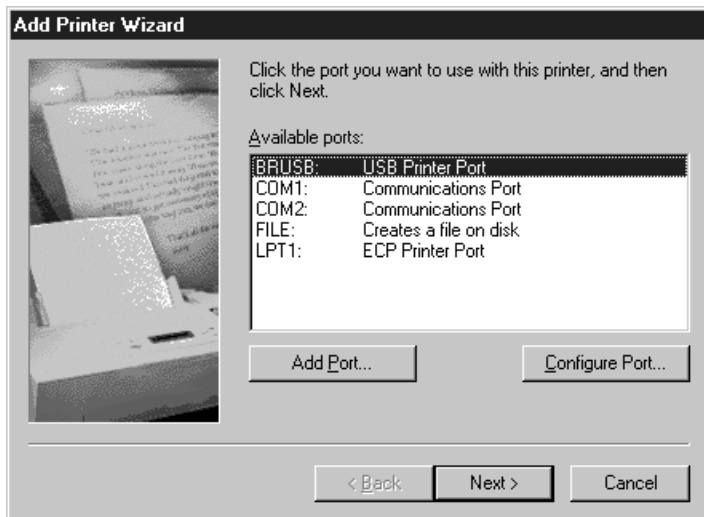 Add Printer Wizard
Click the port you want to use with this printer, and then
click Next.
Available ports:
BRUSB: USB Printer Port
COM1: Communications Port
COM2: Communications Port
FILE: Creates a file on disk
LPT1: ECP Printer Port
Add Port... Configure Port...
< Back Next > Cancel